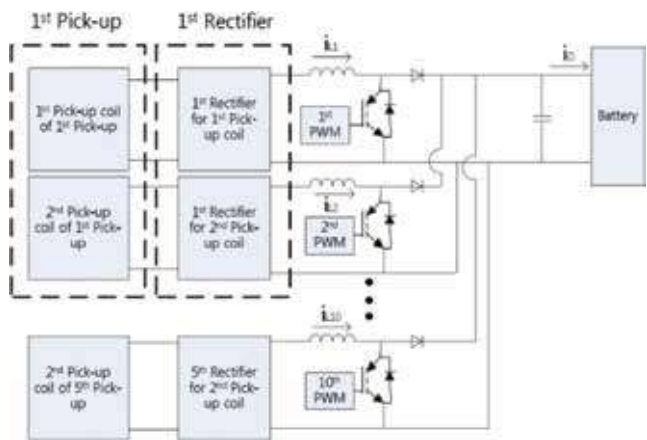 1st Pick-up
1st Rectifier
1st Pick-up coil
of 1st Pick-up
1st Rectifier
for 1st Pick-
up coil
iL1
1st
PWM
iO
Battery
2nd Pick-up
coil of 1st Pick-
up
1st Rectifier
for 2nd Pick-
up coil
iL2
2nd
PWM
2nd Pick-up
coil of 5th Pick-
up
5th Rectifier
for 2nd Pick-
up coil
iL10
10th
PWM